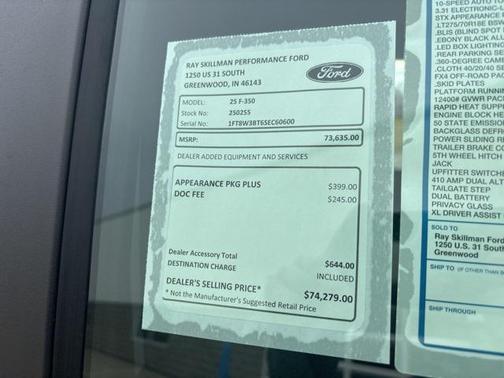 RAY SKILLMAN PERFORMANCE FORD
1250 US 31 SOUTH
GREENWOOD, IN 46143
Ford
MODEL: 25 F-350
Stock No: 250255
Serial No: 1FT8W3BT6SEC60600
MSRP: 73,635.00
DEALER ADDED EQUIPMENT AND SERVICES
APPEARANCE PKG PLUS $399.00
DOC FEE $245.00
Dealer Accessory Total $644.00
DESTINATION CHARGE INCLUDED
DEALER'S SELLING PRICE* $74,279.00
* Not the Manufacturer's Suggested Retail Price
10-SPEED AUTO
3.31 ELECTRONIC-L
STX APPEARANCE
.LT275/70R18E BSW
.BLIS (BLIND SPOT
.EBONY BLACK
LED BOX LIGHTING
REAR PARKING SE
.360-DEGREE CAME
.CLOTH 40/20/40 SE
FX4 OFF-ROAD PAC
.SKID PLATES
PLATFORM RUNNING
12400# GVWR PAC
RAPID HEAT SUPP
ENGINE BLOCK HE
50 STATE EMISSION
BACKGLASS DEFRO
POWER SLIDING R
TRAILER BRAKE CO
5TH WHEEL HITCH
JACK
UPFITTER SWITCHE
410 AMP DUAL ALT
TAILGATE STEP
DUAL BATTERY
PRIVACY GLASS
XL DRIVER ASSIST
SOLD TO
Ray Skillman Ford
1250 U.S. 31 South
Greenwood
SHIP TO (IF OTHER THAN
SHIP THROUGH